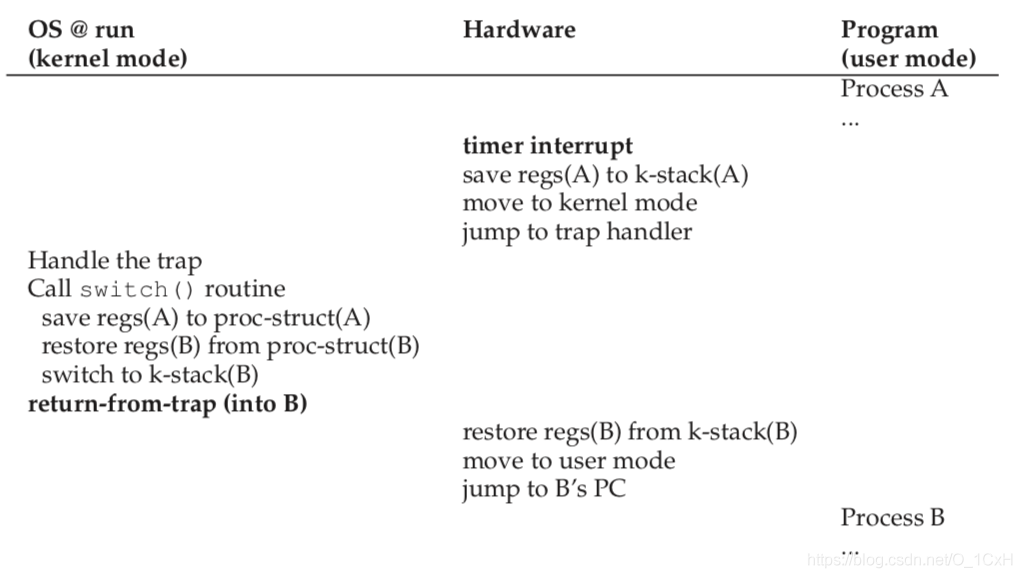 OS @ run Hardware Program
(kernel mode) (user mode)
Process A
...
timer interrupt
save regs(A) to k-stack(A)
move to kernel mode
jump to trap handler
Handle the trap
Call switch() routine
save regs(A) to proc-struct(A)
restore regs(B) from proc-struct(B)
switch to k-stack(B)
return-from-trap (into B)
restore regs(B) from k-stack(B)
move to user mode
jump to B's PC
Process B
...
https://blog.csdn.net/O_1CxH